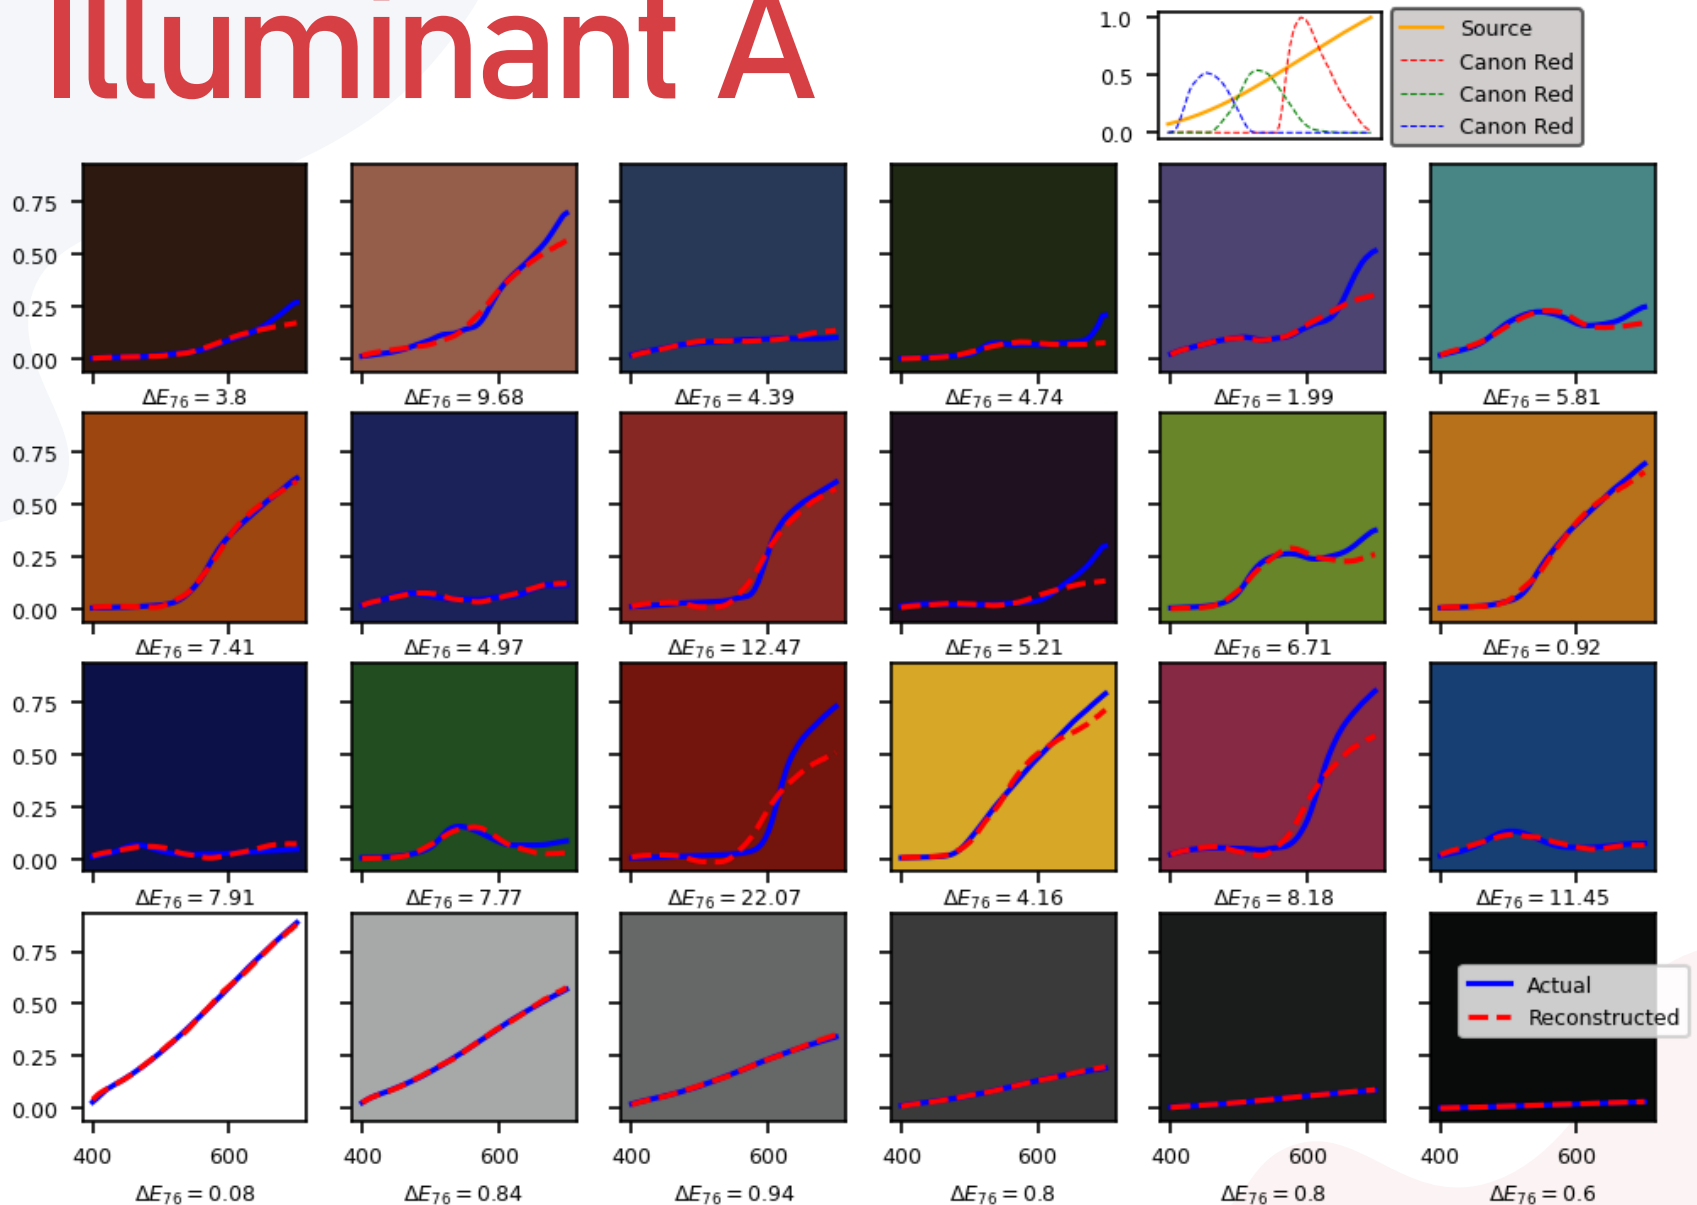 Illuminant A
1.0
0.5
0.0
Source
Canon Red
Canon Red
Canon Red
0.75
0.50
0.25
0.00
ΔE76 = 3.8 ΔE76 = 9.68 ΔE76 = 4.39 ΔE76 = 4.74 ΔE76 = 1.99 ΔE76 = 5.81
0.75
0.50
0.25
0.00
ΔE76 = 7.41 ΔE76 = 4.97 ΔE76 = 12.47 ΔE76 = 5.21 ΔE76 = 6.71 ΔE76 = 0.92
0.75
0.50
0.25
0.00
ΔE76 = 7.91 ΔE76 = 7.77 ΔE76 = 22.07 ΔE76 = 4.16 ΔE76 = 8.18 ΔE76 = 11.45
0.75
0.50
0.25
0.00
Actual
Reconstructed
400 600 400 600 400 600 400 600 400 600 400 600
ΔE76 = 0.08 ΔE76 = 0.84 ΔE76 = 0.94 ΔE76 = 0.8 ΔE76 = 0.8 ΔE76 = 0.6